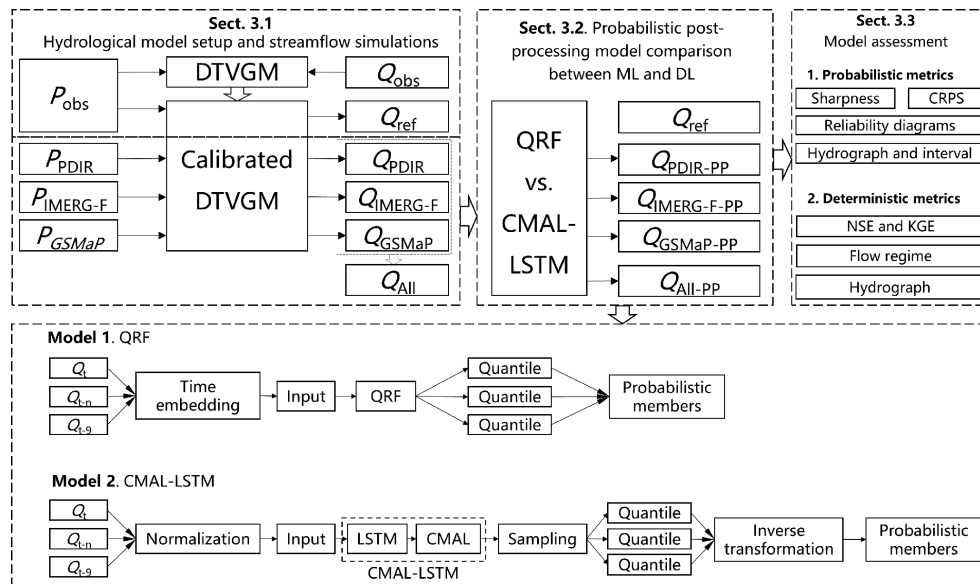 Sect. 3.1
Hydrological model setup and streamflow simulations
P_obs
DTVGM
Q_obs
Q_ref
P_PDIR
P_IMERG-F
P_GSMaP
Calibrated
DTVGM
Q_PDIR
Q_IMERG-F
Q_GSMaP
Q_All
Sect. 3.2. Probabilistic post-
processing model comparison
between ML and DL
QRF
vs.
CMAL-
LSTM
Q_ref
Q_PDIR-PP
Q_IMERG-F-PP
Q_GSMaP-PP
Q_All-PP
Sect. 3.3
Model assessment
1. Probabilistic metrics
Sharpness
CRPS
Reliability diagrams
Hydrograph and interval
2. Deterministic metrics
NSE and KGE
Flow regime
Hydrograph
Model 1. QRF
Q_t
Q_t-n
Q_t-9
Time
embedding
Input
QRF
Quantile
Quantile
Quantile
Probabilistic
members
Model 2. CMAL-LSTM
Q_t
Q_t-n
Q_t-9
Normalization
Input
LSTM
CMAL
CMAL-LSTM
Sampling
Quantile
Quantile
Quantile
Inverse
transformation
Probabilistic
members